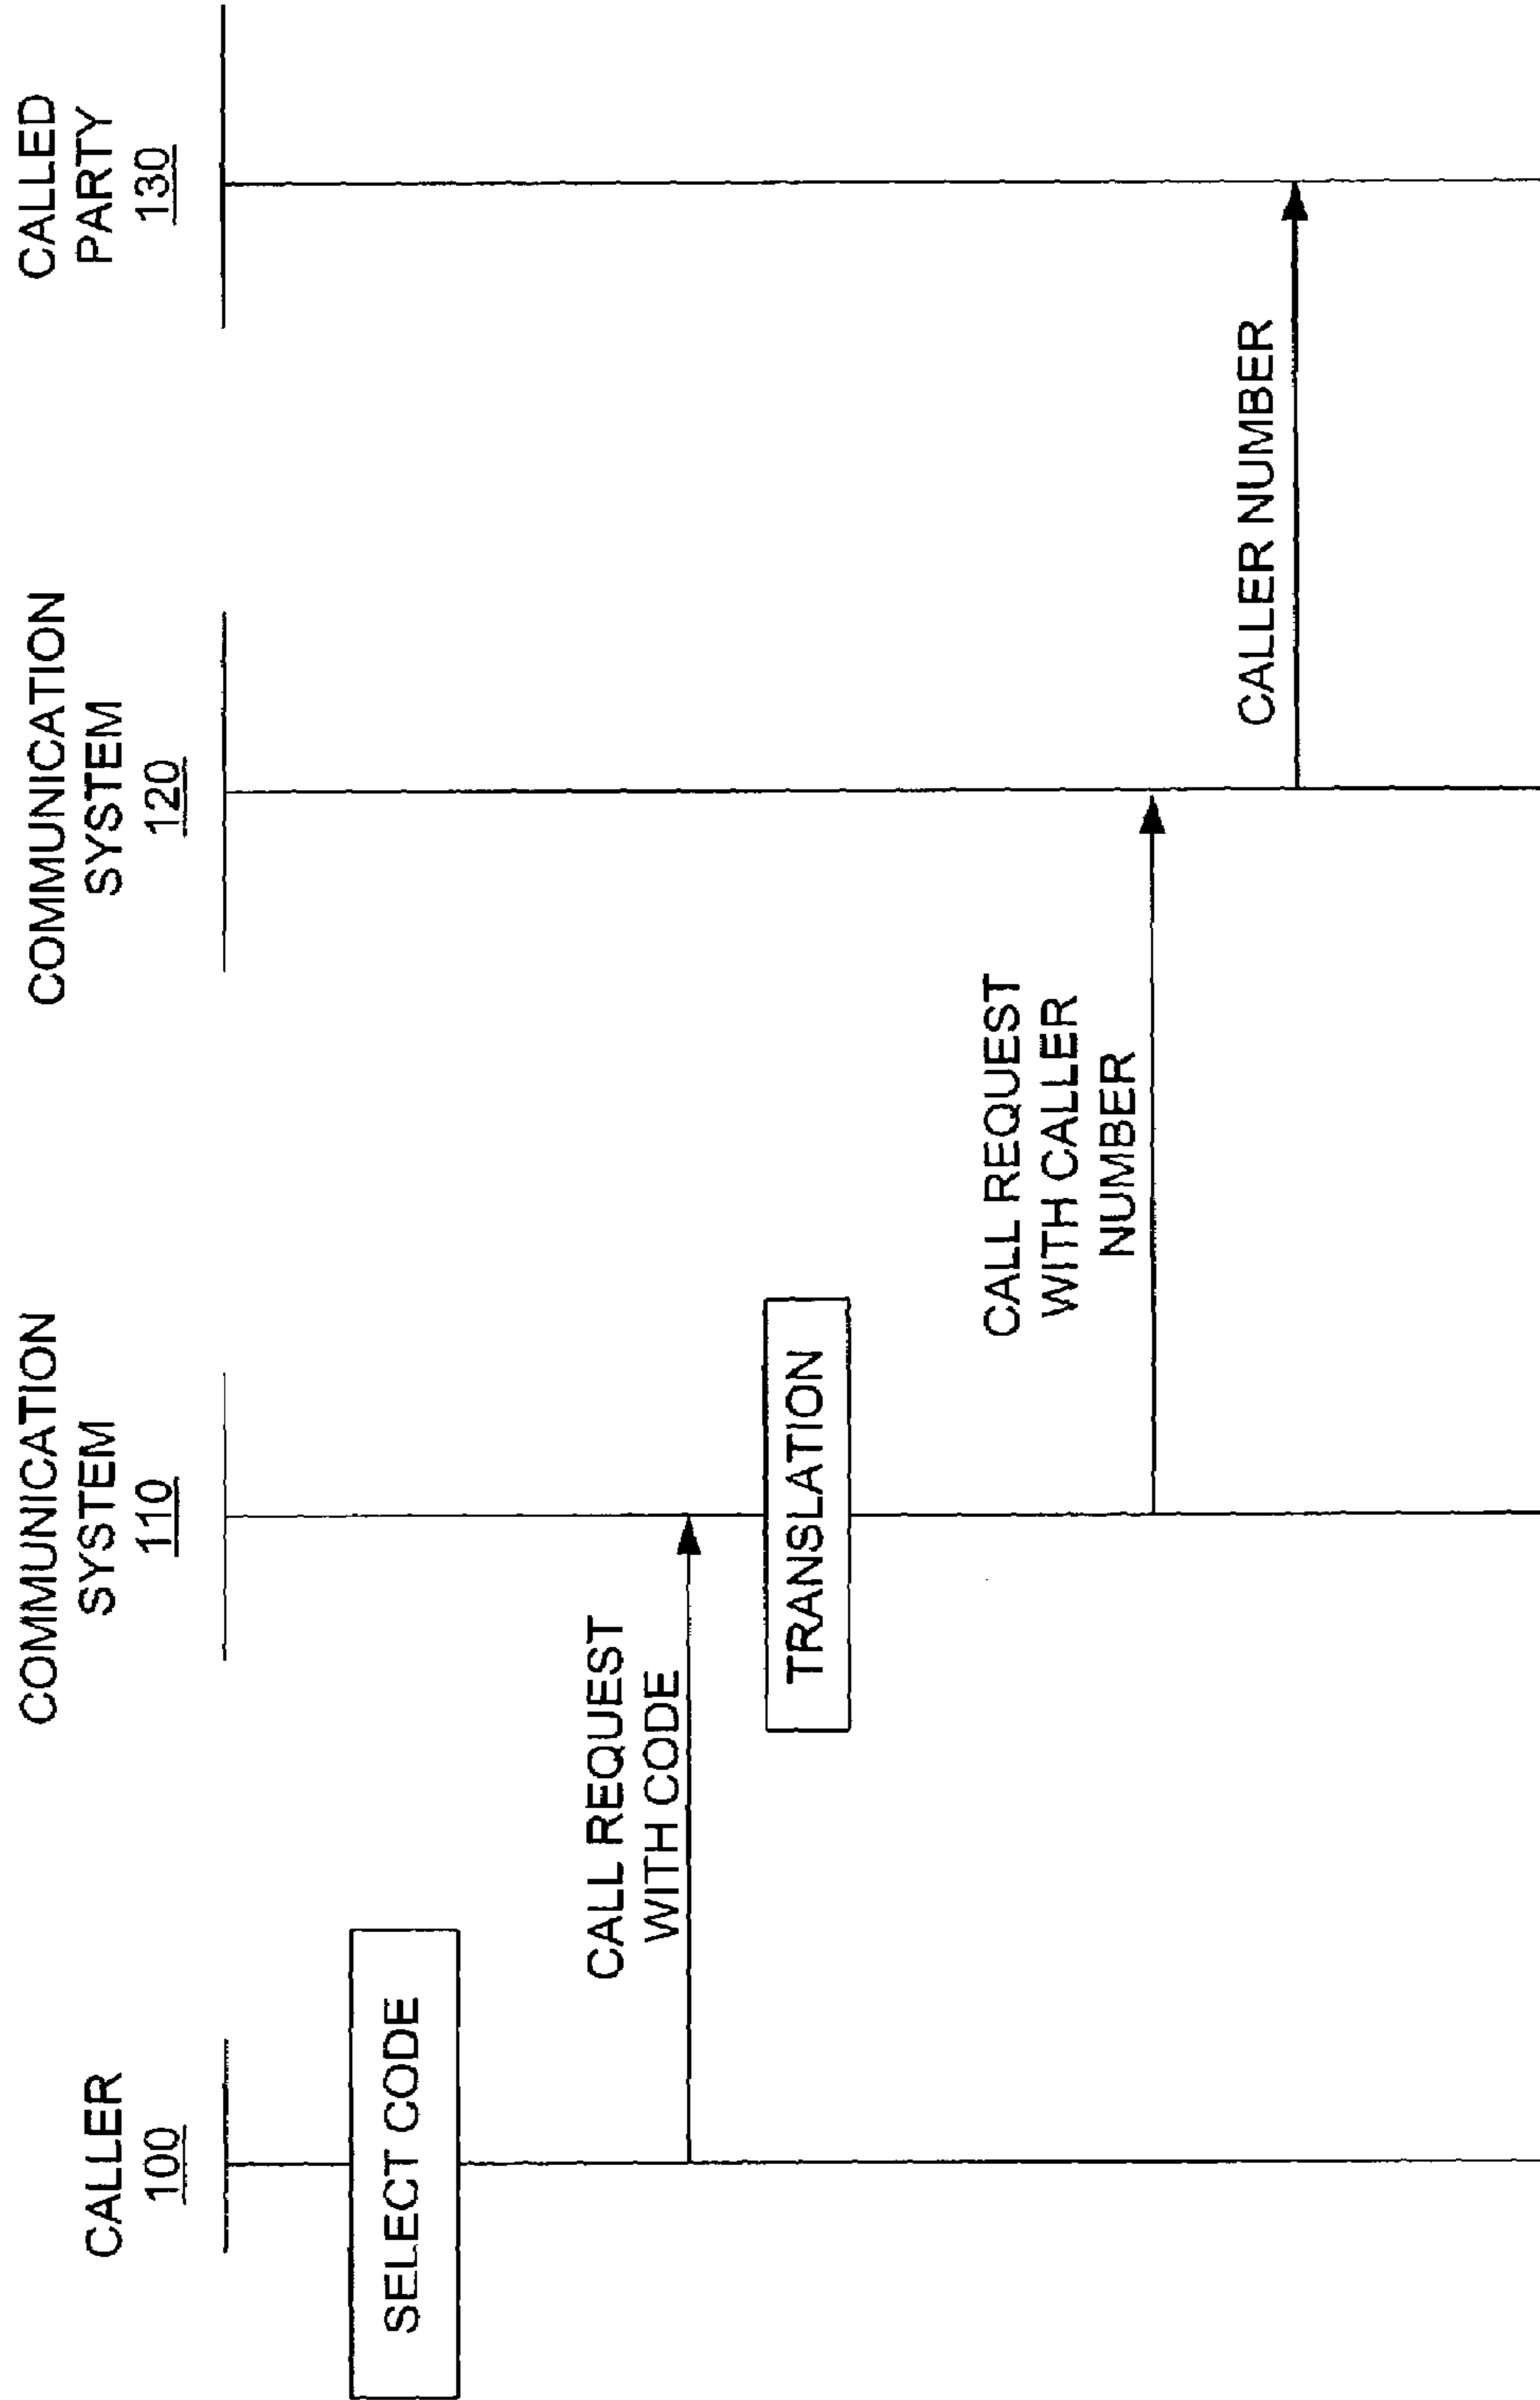 CALLER
100
COMMUNICATION
SYSTEM
110
COMMUNICATION
SYSTEM
120
CALLED
PARTY
130
SELECT CODE
CALL REQUEST
WITH CODE
TRANSLATION
CALL REQUEST
WITH CALLER
NUMBER
CALLER NUMBER